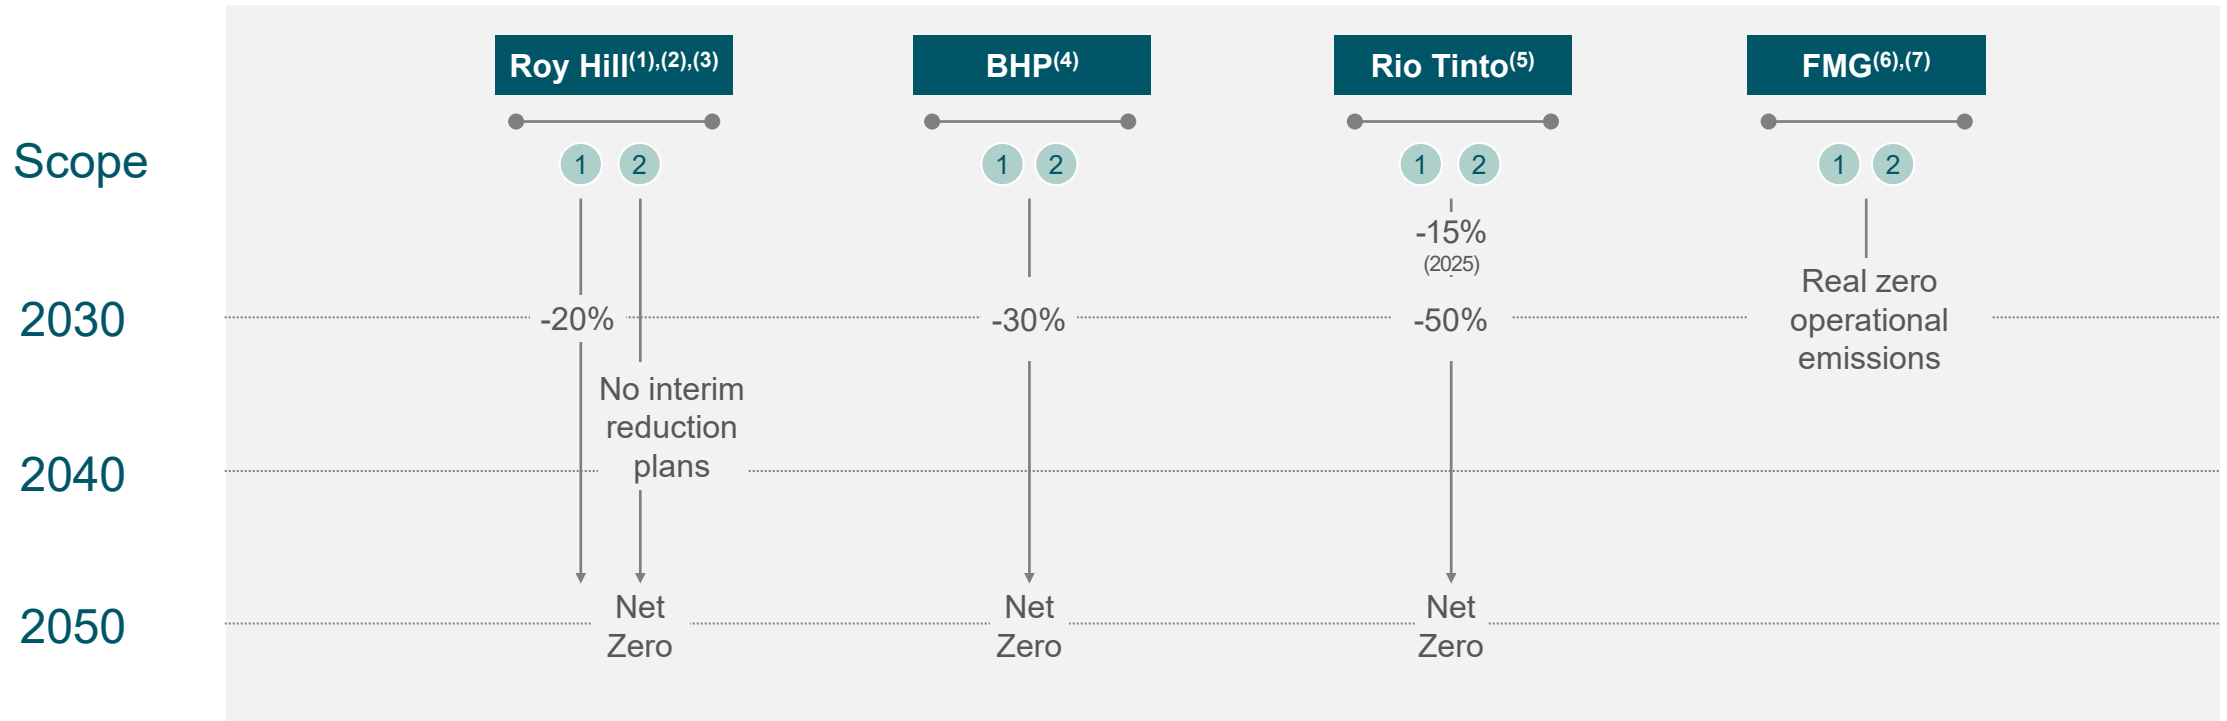 Roy Hill(1),(2),(3)
BHP(4)
Rio Tinto(5)
FMG(6),(7)
Scope
1 2
1 2
1 2
1 2
-15%
(2025)
2030
-20%
-30%
-50%
Real zero
operational
emissions
No interim
reduction
plans
2040
2050
Net
Zero
Net
Zero
Net
Zero